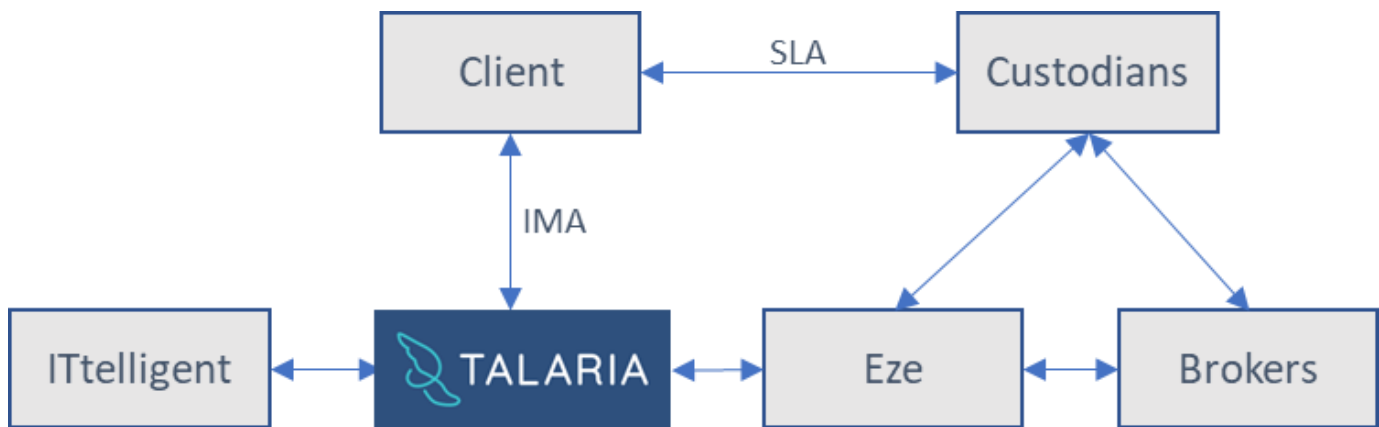 Client
SLA
Custodians
IMA
ITtelligent
TALARIA
Eze
Brokers